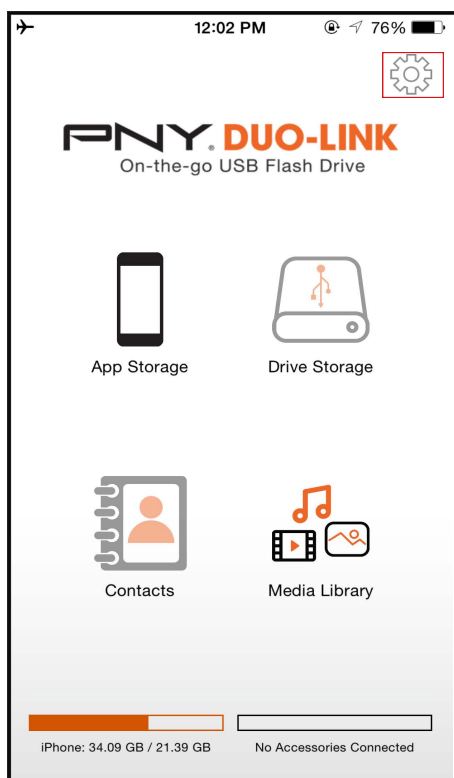 12:02 PM 76%
PNY. DUO-LINK
On-the-go USB Flash Drive
App Storage Drive Storage
Contacts Media Library
iPhone: 34.09 GB / 21.39 GB No Accessories Connected